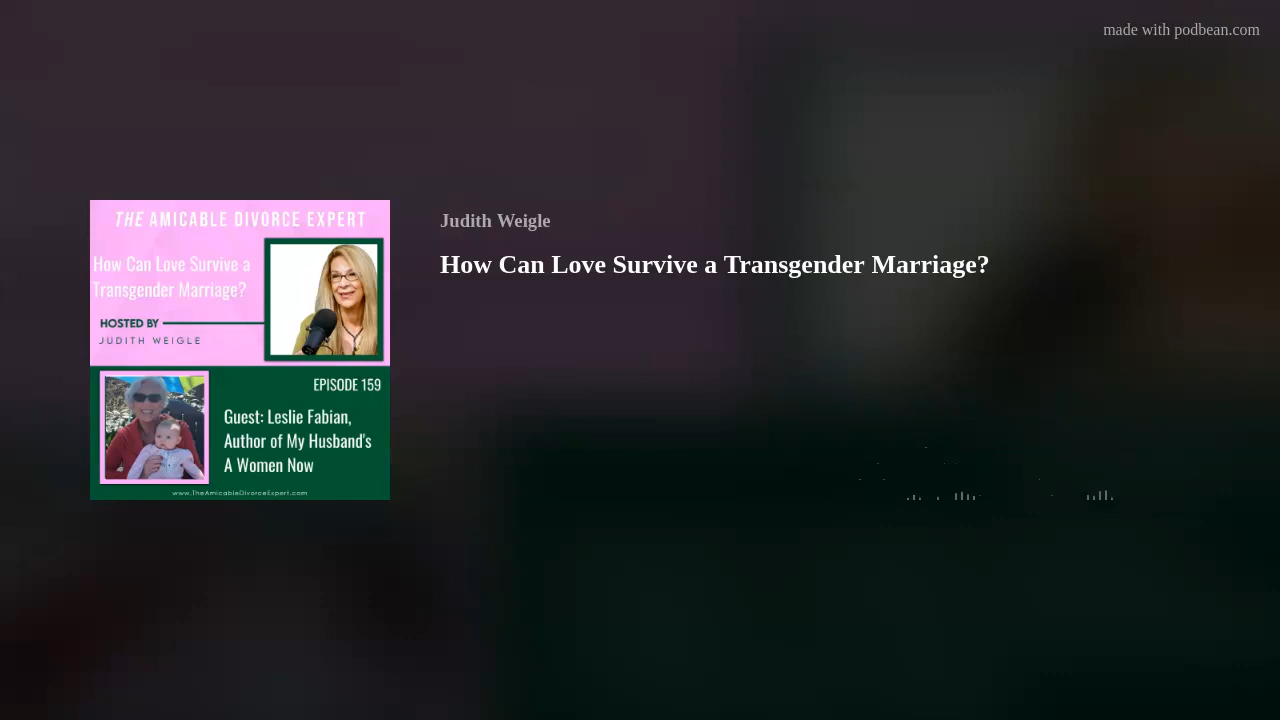 made with podbean.com
Judith Weigle
How Can Love Survive a Transgender Marriage?
THE AMICABLE DIVORCE EXPERT
How Can Love Survive a
Transgender Marriage?
HOSTED BY
JUDITH WEIGLE
EPISODE 159
Guest: Leslie Fabian,
Author of My Husband's
A Women Now
www.TheAmicableDivorceExpert.com